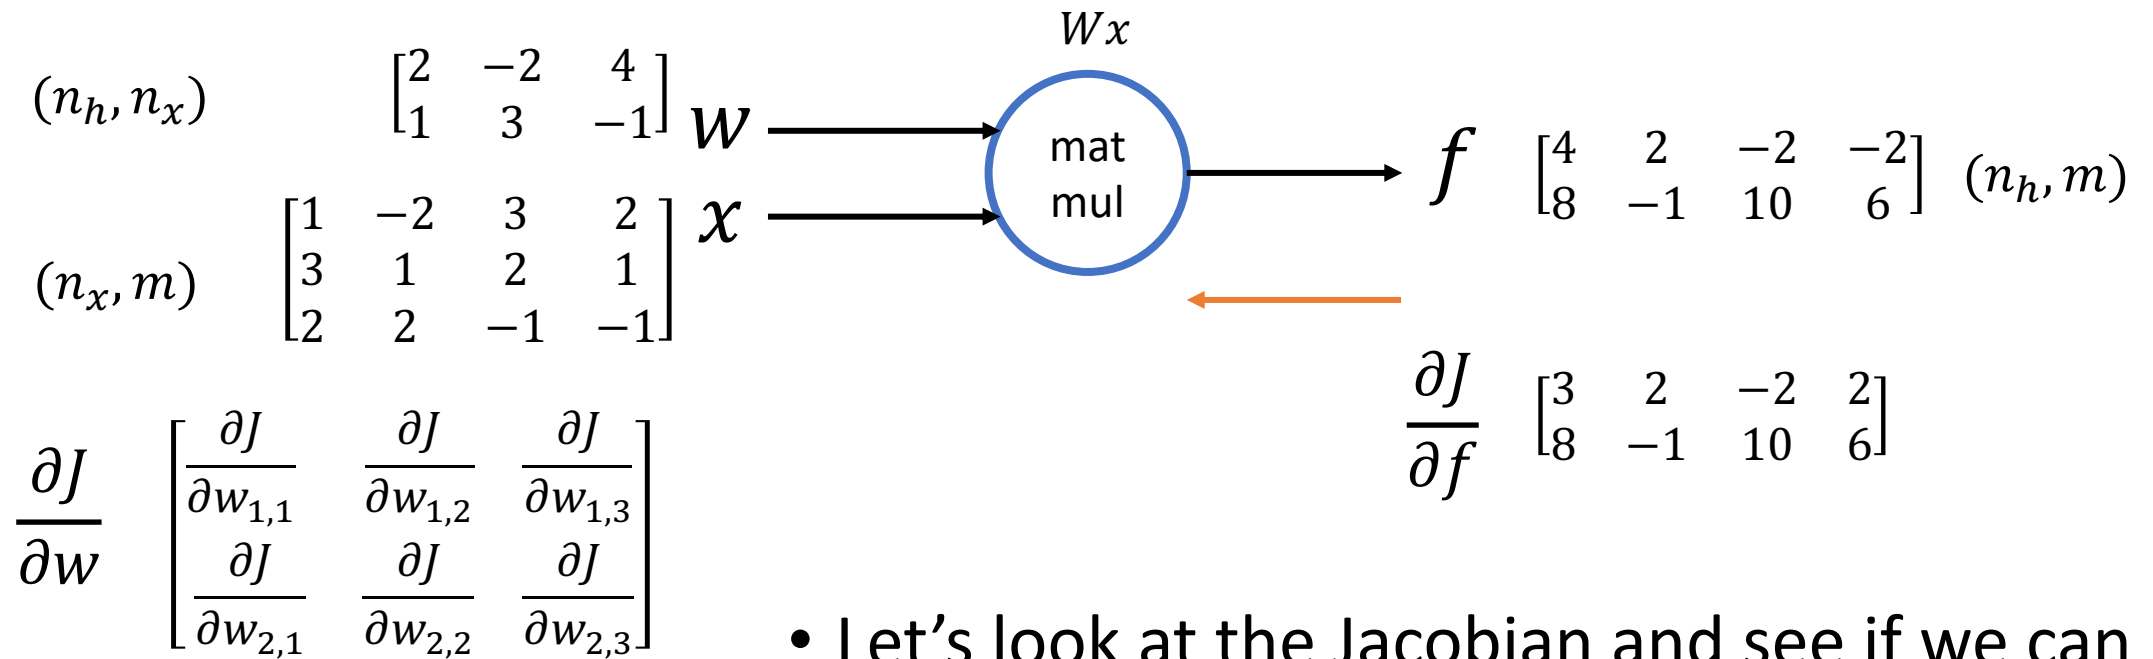 Wx
(n_h, n_x) [2 −2 4; 1 3 −1] w
mat
mul
f [4 2 −2 −2; 8 −1 10 6] (n_h, m)
(n_x, m) [1 −2 3 2; 3 1 2 1; 2 2 −1 −1] x
∂J/∂f [3 2 −2 2; 8 −1 10 6]
∂J/∂w [∂J/∂w_{1,1} ∂J/∂w_{1,2} ∂J/∂w_{1,3}; ∂J/∂w_{2,1} ∂J/∂w_{2,2} ∂J/∂w_{2,3}]
• Let’s look at the Jacobian and see if we can